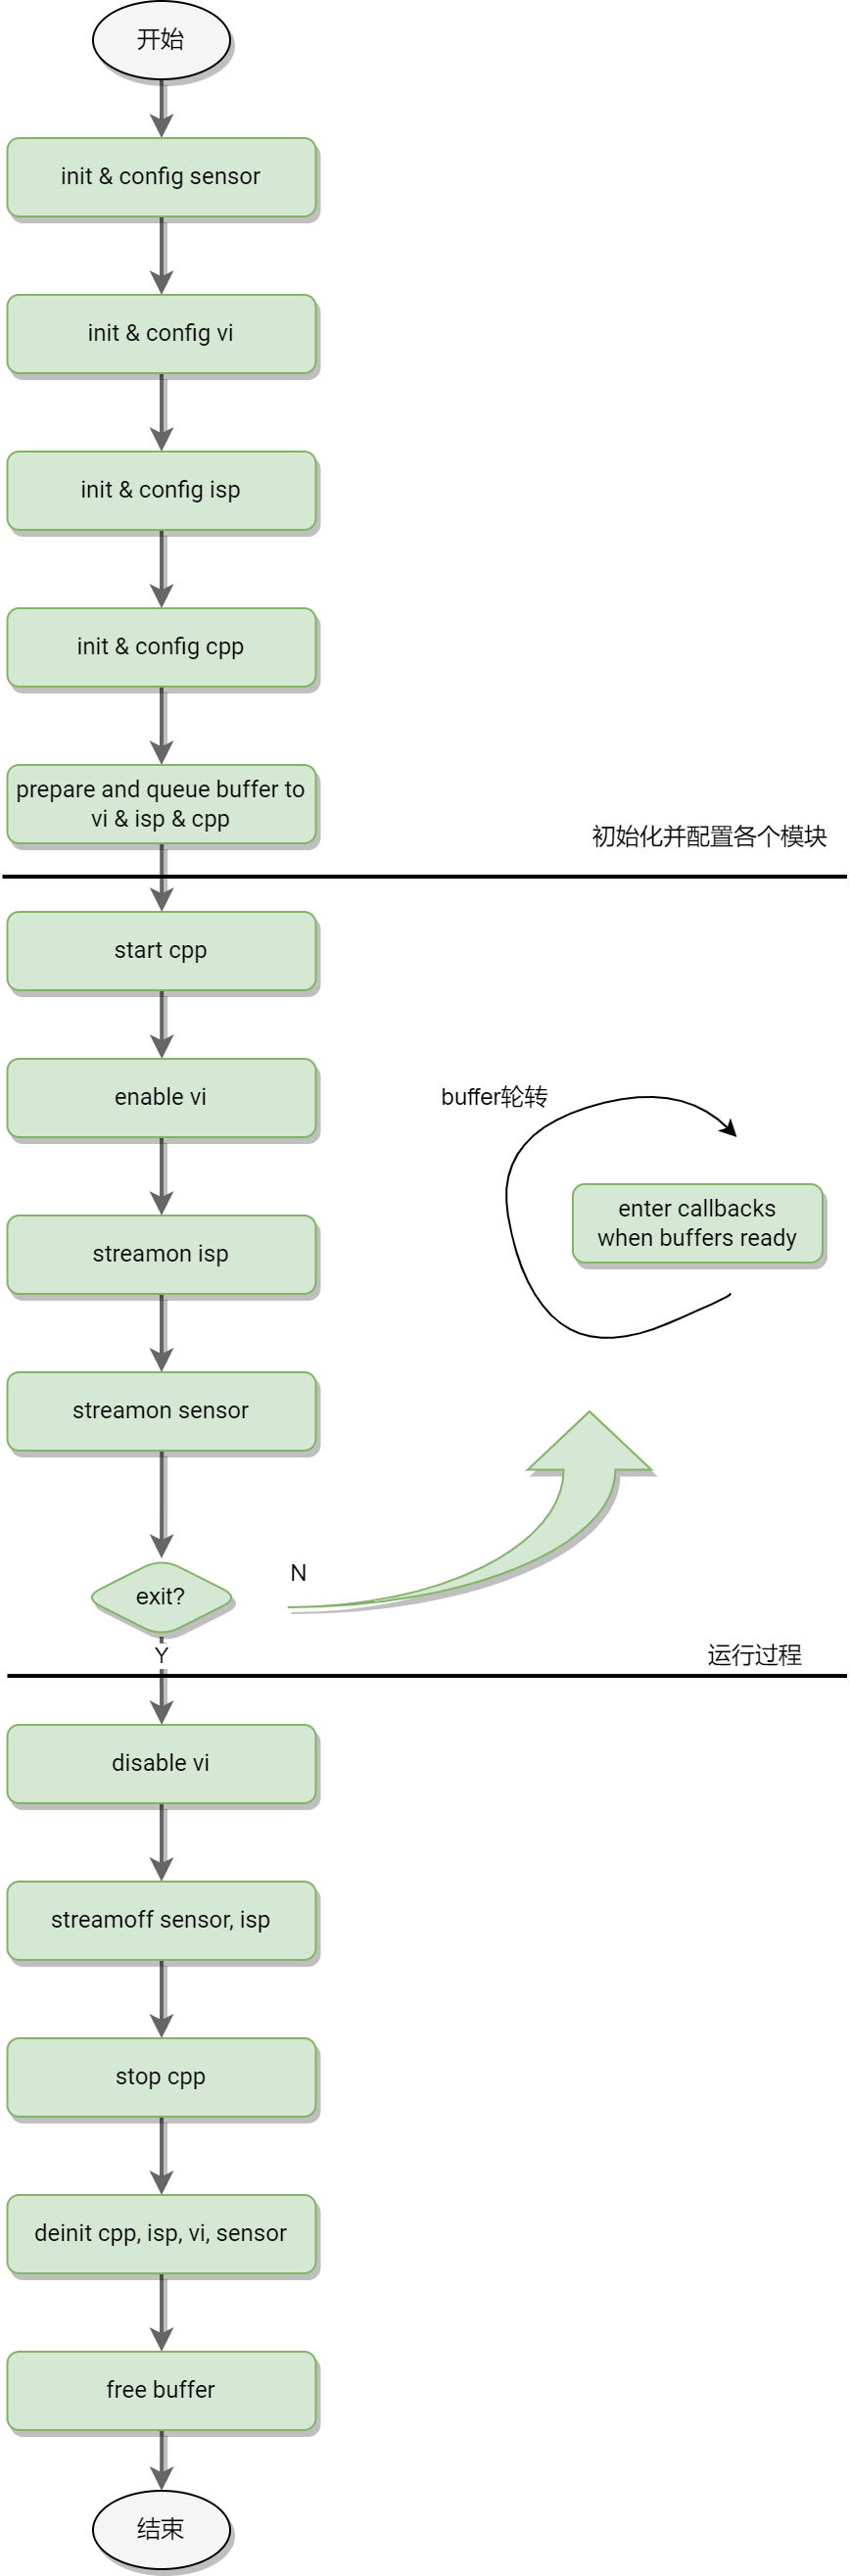 开始
init & config sensor
init & config vi
init & config isp
init & config cpp
prepare and queue buffer to
vi & isp & cpp
初始化并配置各个模块
start cpp
enable vi
buffer轮转
enter callbacks
when buffers ready
streamon isp
streamon sensor
N
exit?
Y
运行过程
disable vi
streamoff sensor, isp
stop cpp
deinit cpp, isp, vi, sensor
free buffer
结束